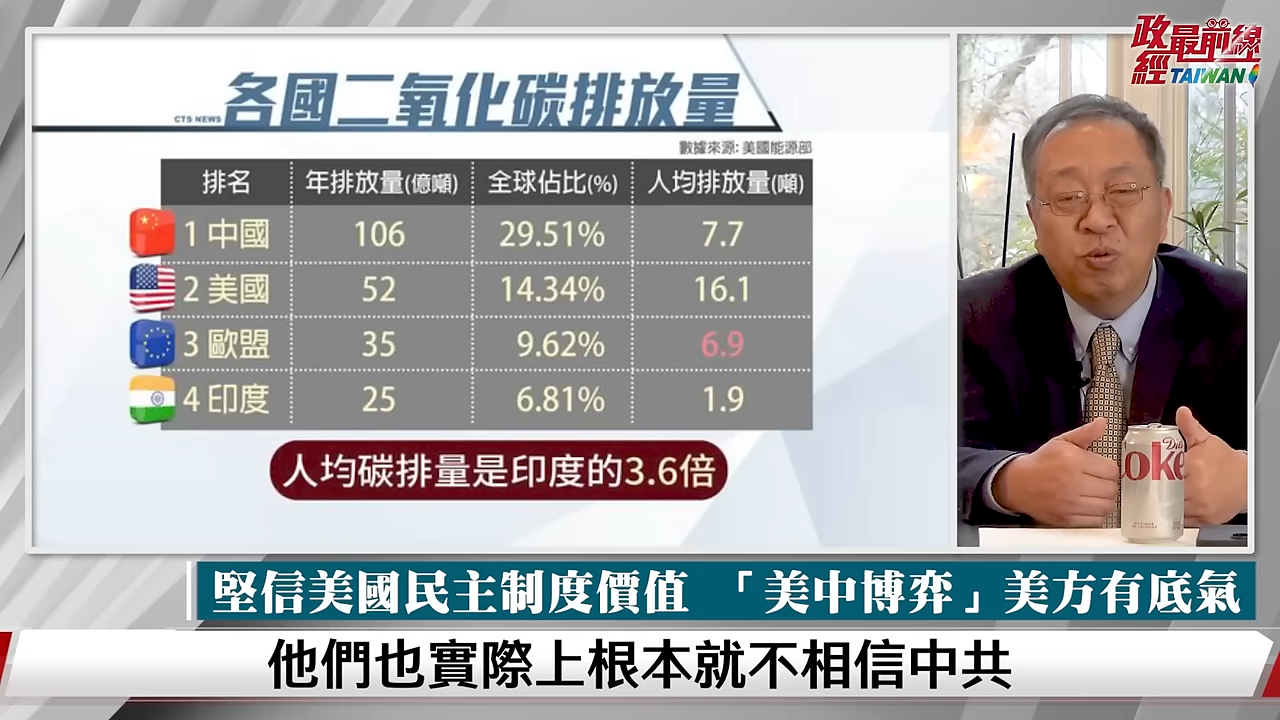 政經最前線
TAIWAN
各國二氧化碳排放量
CTS NEWS
數據來源:美國能源部
排名 年排放量(億噸) 全球佔比(%) 人均排放量(噸)
1 中國 106 29.51% 7.7
2 美國 52 14.34% 16.1
3 歐盟 35 9.62% 6.9
4 印度 25 6.81% 1.9
人均碳排量是印度的3.6倍
Diet
oke
堅信美國民主制度價值 「美中博弈」美方有底氣
他們也實際上根本就不相信中共